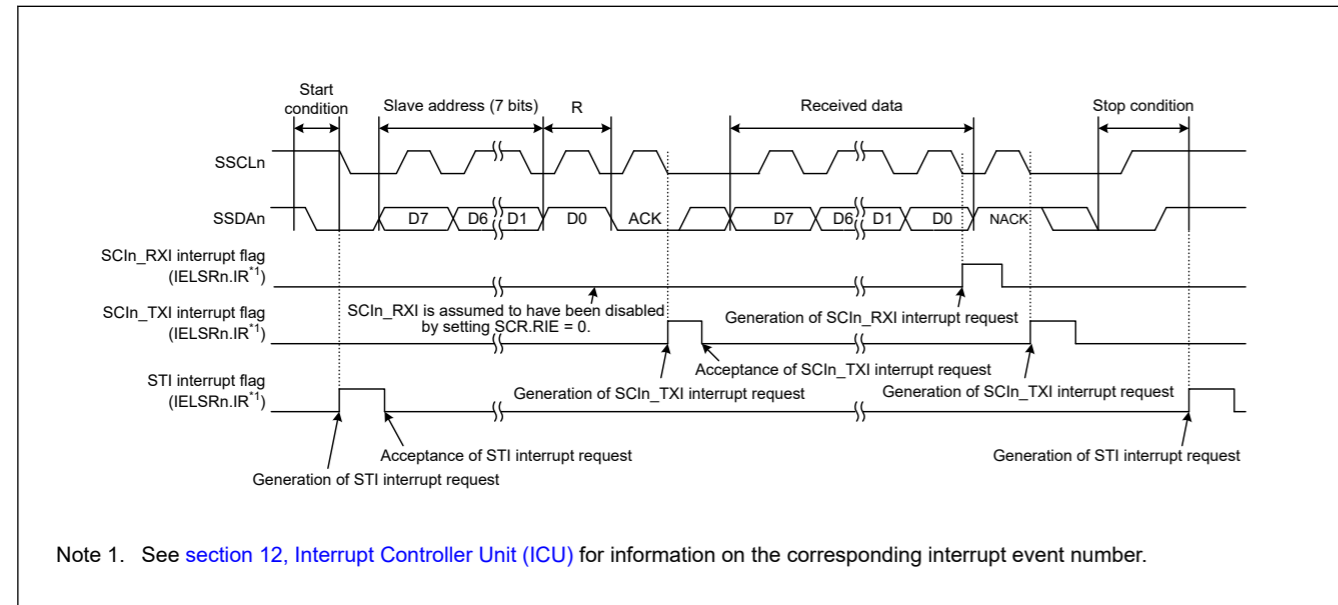 Start
condition
Slave address (7 bits)
R
Received data
Stop condition
SSCLn
SSDAn
D7
D6
D1
D0
ACK
D7
D6
D1
D0
NACK
SCIn_RXI interrupt flag
(IELSRn.IR*1)
SCIn_RXI is assumed to have been disabled
by setting SCR.RIE = 0.
Generation of SCIn_RXI interrupt request
SCIn_TXI interrupt flag
(IELSRn.IR*1)
Acceptance of SCIn_TXI interrupt request
Generation of SCIn_TXI interrupt request
Generation of SCIn_TXI interrupt request
STI interrupt flag
(IELSRn.IR*1)
Acceptance of STI interrupt request
Generation of STI interrupt request
Generation of STI interrupt request
Note 1. See section 12, Interrupt Controller Unit (ICU) for information on the corresponding interrupt event number.